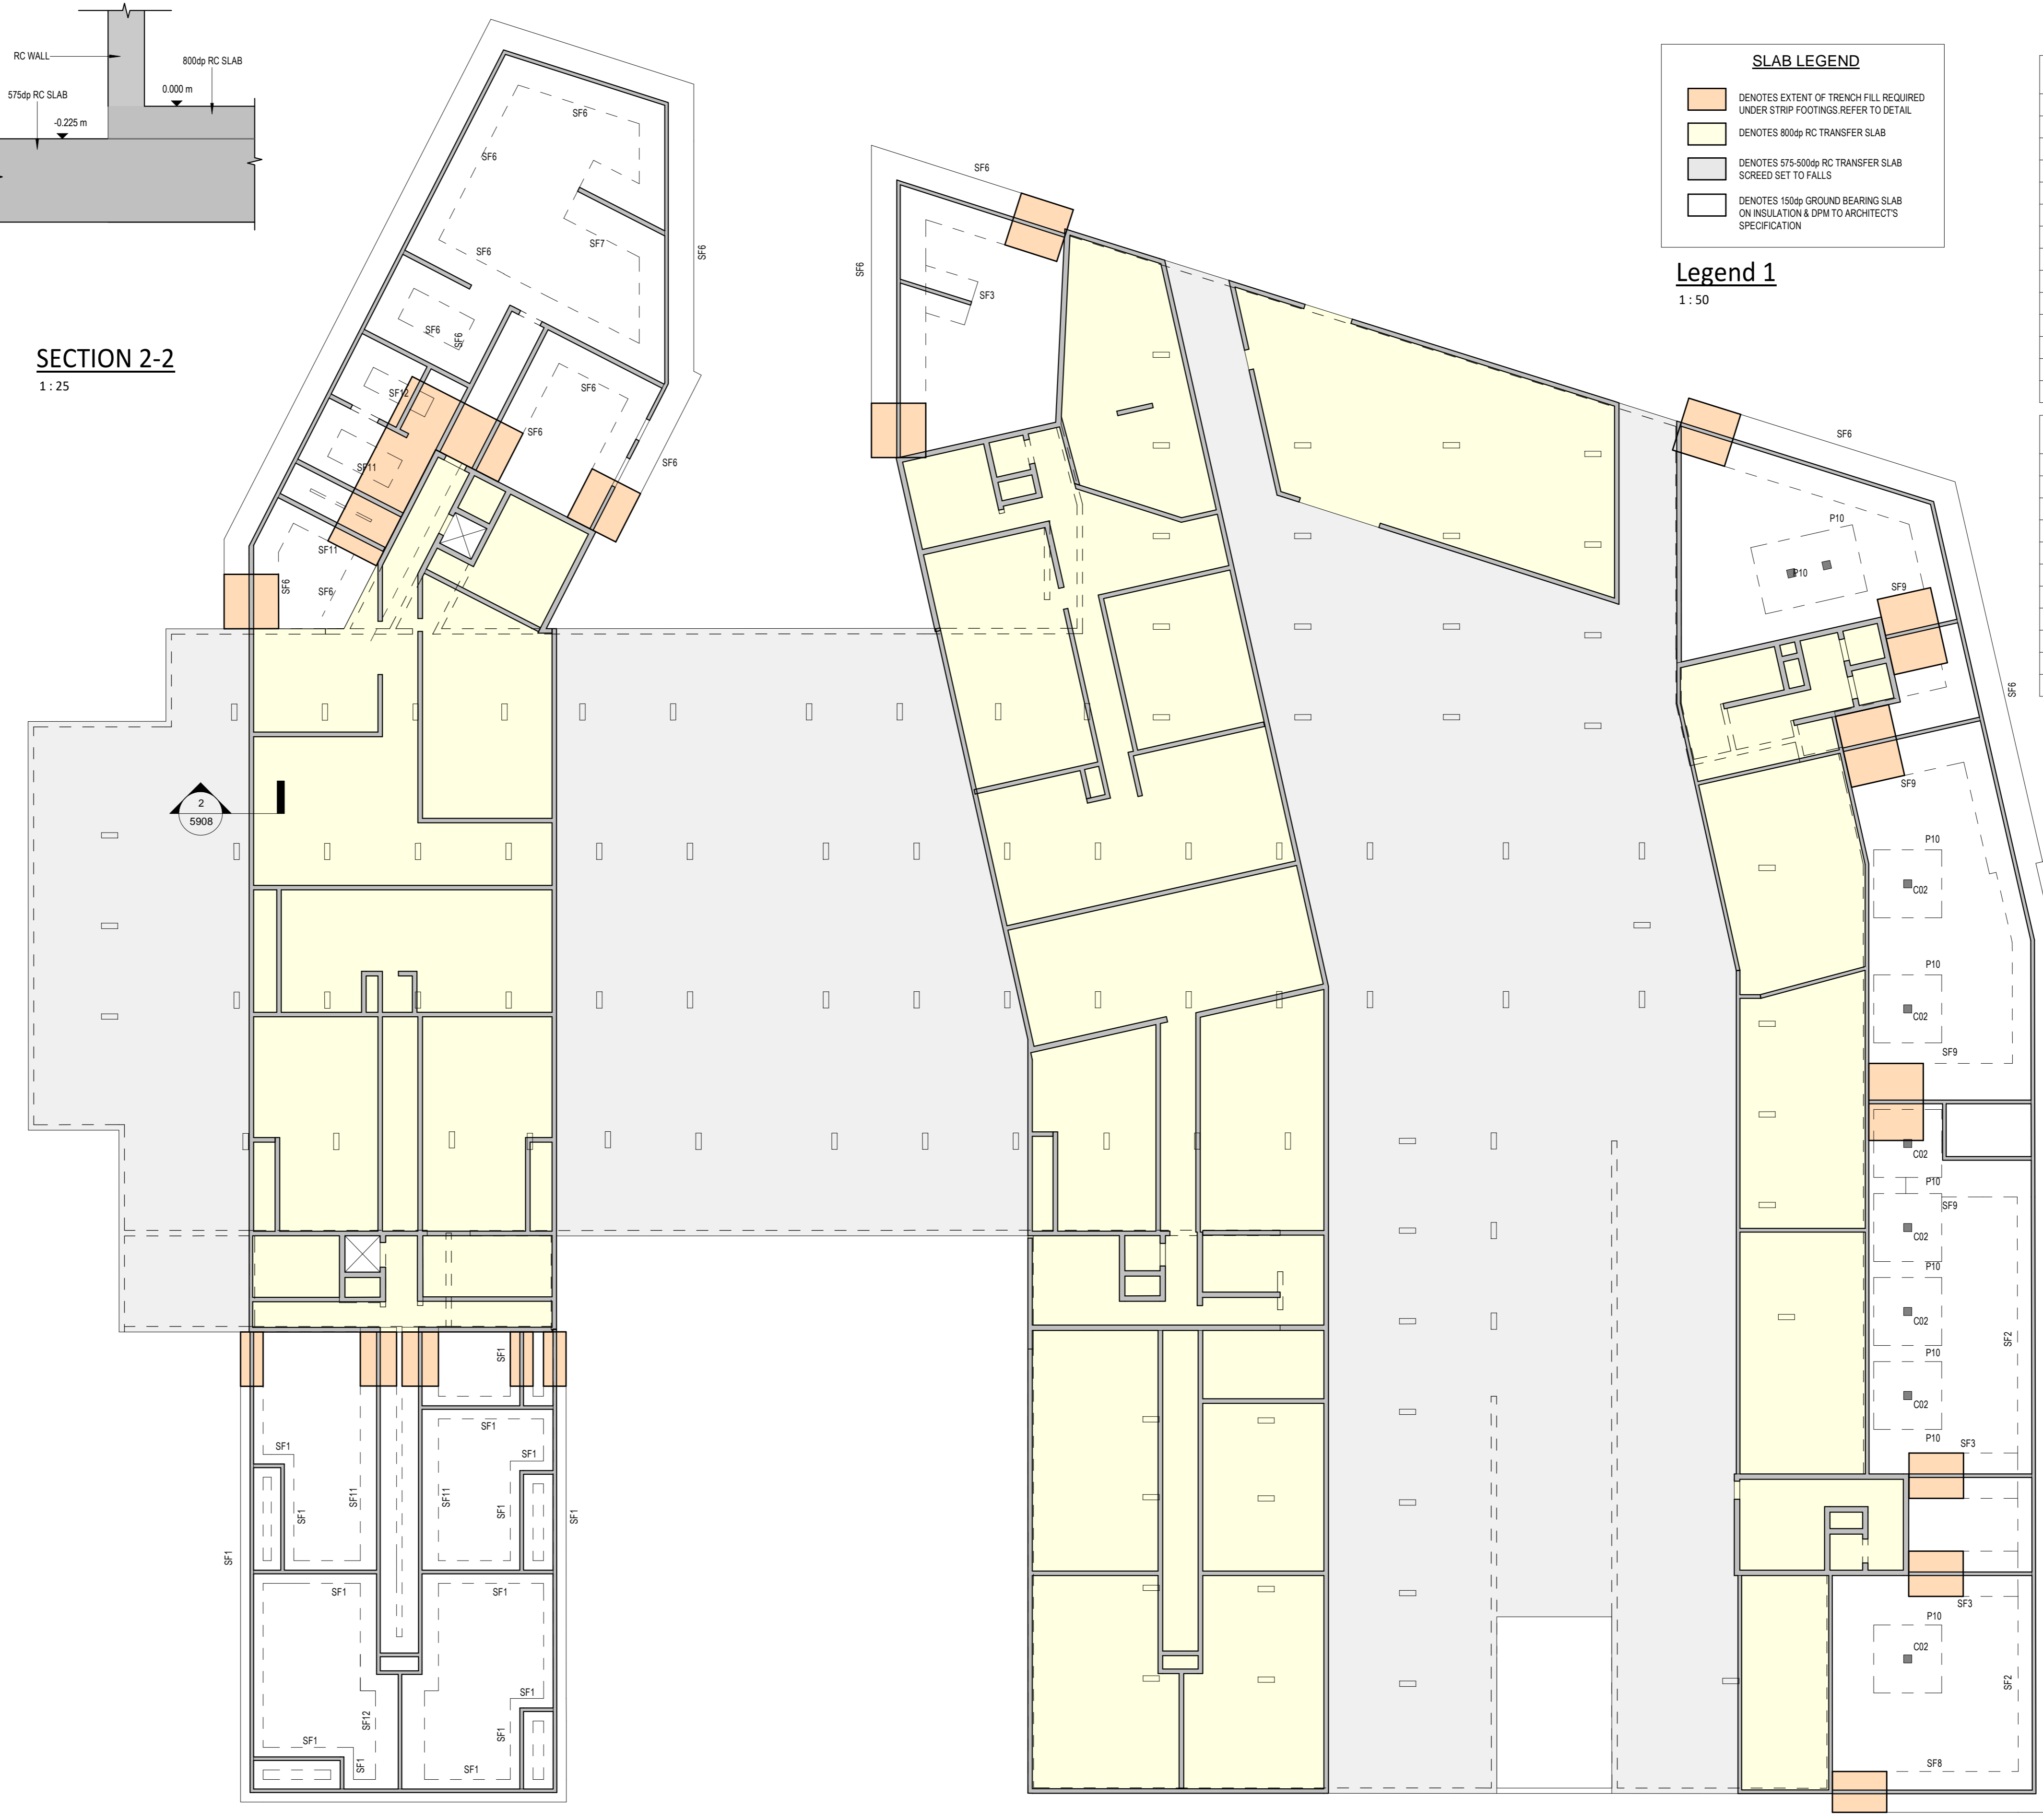 RC WALL
800dp RC SLAB
575dp RC SLAB
0.000 m
-0.225 m
SECTION 2-2
1 : 25
SLAB LEGEND
DENOTES EXTENT OF TRENCH FILL REQUIRED
UNDER STRIP FOOTINGS.REFER TO DETAIL
DENOTES 800dp RC TRANSFER SLAB
DENOTES 575-500dp RC TRANSFER SLAB
SCREED SET TO FALLS
DENOTES 150dp GROUND BEARING SLAB
ON INSULATION & DPM TO ARCHITECT'S
SPECIFICATION
Legend 1
1 : 50
SF6
SF6
SF7
SF6
SF6
SF6
SF6
SF6
SF12
SF6
SF6
SF11
SF11
SF6
SF6
2
5908
SF6
SF6
SF3
SF6
P10
P10
SF9
SF6
SF9
P10
C02
P10
C02
SF9
C02
P10
SF9
C02
P10
C02
SF2
P10
C02
P10
SF3
SF3
P10
C02
SF2
SF8
SF1
SF1
SF1
SF1
SF11
SF11
SF1
SF1
SF1
SF1
SF1
SF1
SF1
SF12
SF1
SF1
SF1
SF1